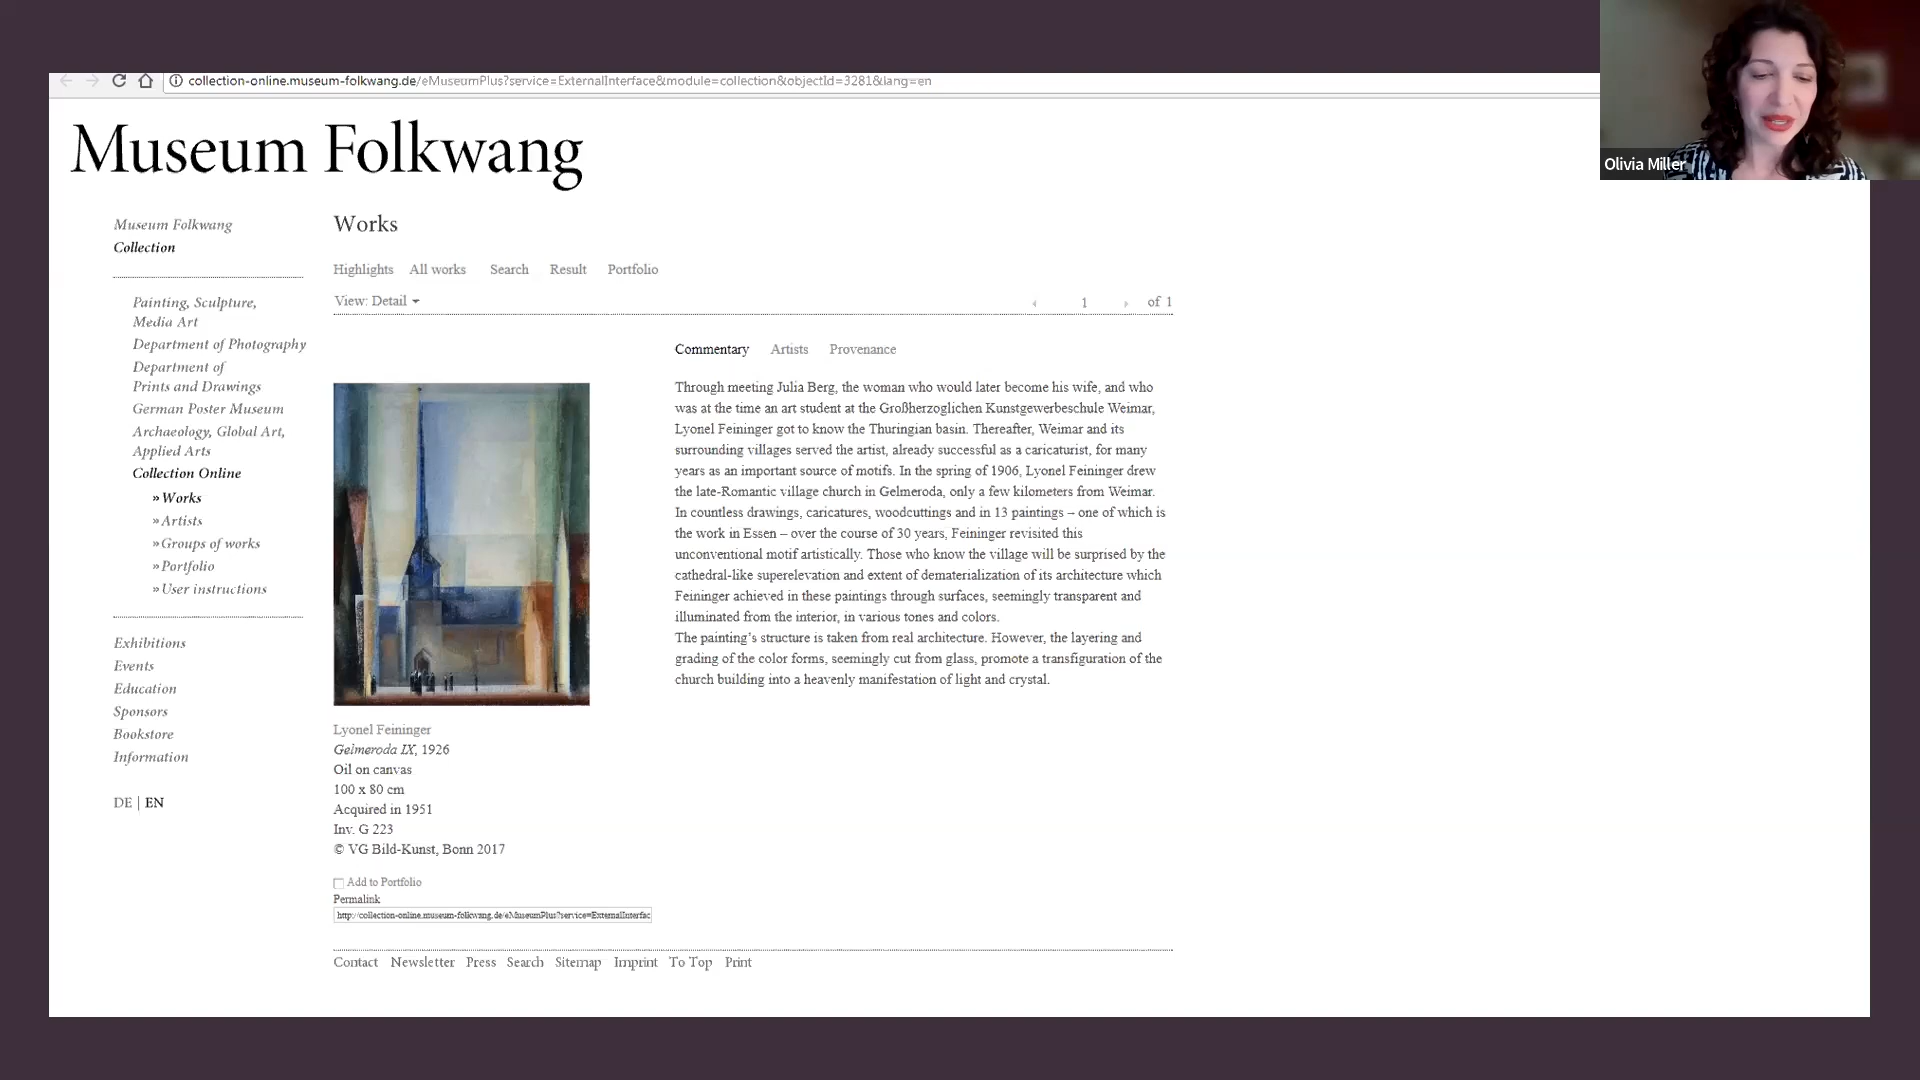 collection-online.museum-folkwang.de/eMuseumPlus?service=ExternalInterface&module=collection&objectId=3281&lang=en
Olivia Miller
Museum Folkwang
Museum Folkwang
Collection
Painting, Sculpture,
Media Art
Department of Photography
Department of
Prints and Drawings
German Poster Museum
Archaeology, Global Art,
Applied Arts
Collection Online
» Works
» Artists
» Groups of works
» Portfolio
» User instructions
Exhibitions
Events
Education
Sponsors
Bookstore
Information
DE | EN
Works
Highlights All works Search Result Portfolio
View: Detail
1 of 1
Commentary Artists Provenance
Through meeting Julia Berg, the woman who would later become his wife, and who
was at the time an art student at the Großherzoglichen Kunstgewerbeschule Weimar,
Lyonel Feininger got to know the Thuringian basin. Thereafter, Weimar and its
surrounding villages served the artist, already successful as a caricaturist, for many
years as an important source of motifs. In the spring of 1906, Lyonel Feininger drew
the late-Romantic village church in Gelmeroda, only a few kilometers from Weimar.
In countless drawings, caricatures, woodcuttings and in 13 paintings – one of which is
the work in Essen – over the course of 30 years, Feininger revisited this
unconventional motif artistically. Those who know the village will be surprised by the
cathedral-like superelevation and extent of dematerialization of its architecture which
Feininger achieved in these paintings through surfaces, seemingly transparent and
illuminated from the interior, in various tones and colors.
The painting's structure is taken from real architecture. However, the layering and
grading of the color forms, seemingly cut from glass, promote a transfiguration of the
church building into a heavenly manifestation of light and crystal.
Lyonel Feininger
Gelmeroda IX, 1926
Oil on canvas
100 x 80 cm
Acquired in 1951
Inv. G 223
© VG Bild-Kunst, Bonn 2017
Add to Portfolio
Permalink
http://collection-online.museum-folkwang.de/eMuseumPlus?service=ExternalInterfac
Contact Newsletter Press Search Sitemap Imprint To Top Print